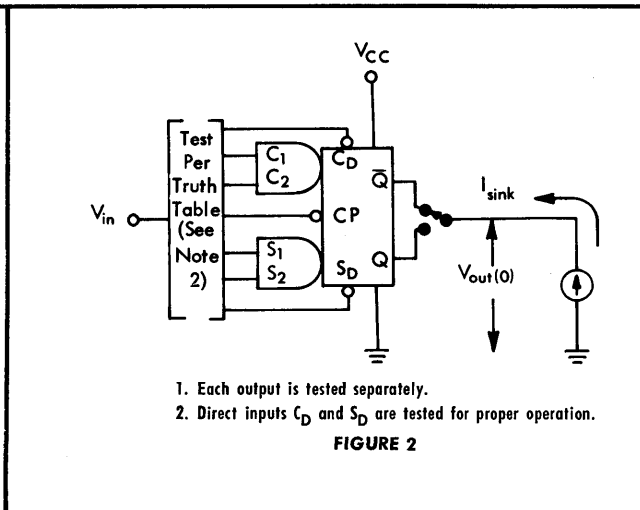 VCC
Test
Per
Truth
Table
(See
Note
2)
Vin
C1
C2
CD
Q̅
CP
S1
S2
SD
Q
Isink
Vout(0)
1. Each output is tested separately.
2. Direct inputs CD and SD are tested for proper operation.
FIGURE 2